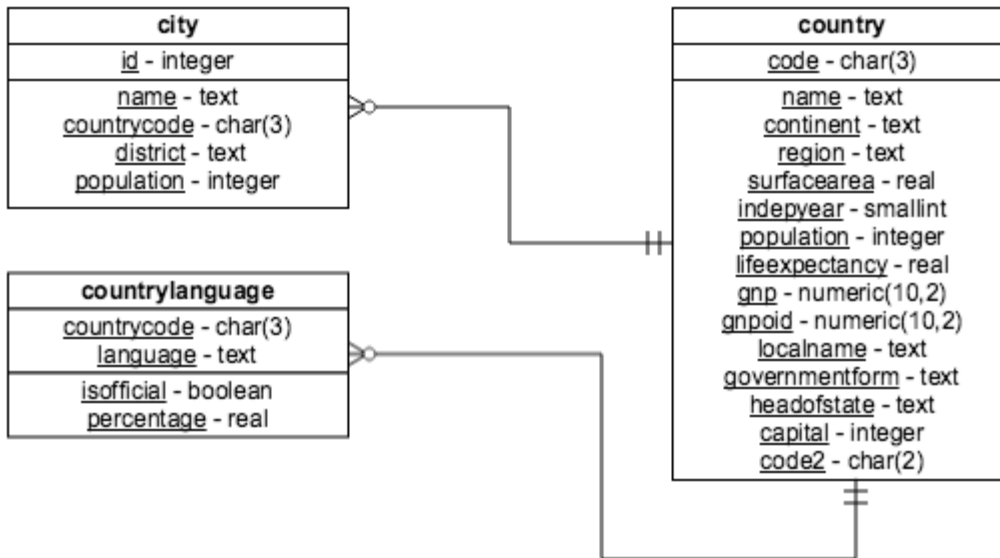 city
id - integer
name - text
countrycode - char(3)
district - text
population - integer
countrylanguage
countrycode - char(3)
language - text
isofficial - boolean
percentage - real
country
code - char(3)
name - text
continent - text
region - text
surfacearea - real
indepyear - smallint
population - integer
lifeexpectancy - real
gnp - numeric(10,2)
gnpoid - numeric(10,2)
localname - text
governmentform - text
headofstate - text
capital - integer
code2 - char(2)